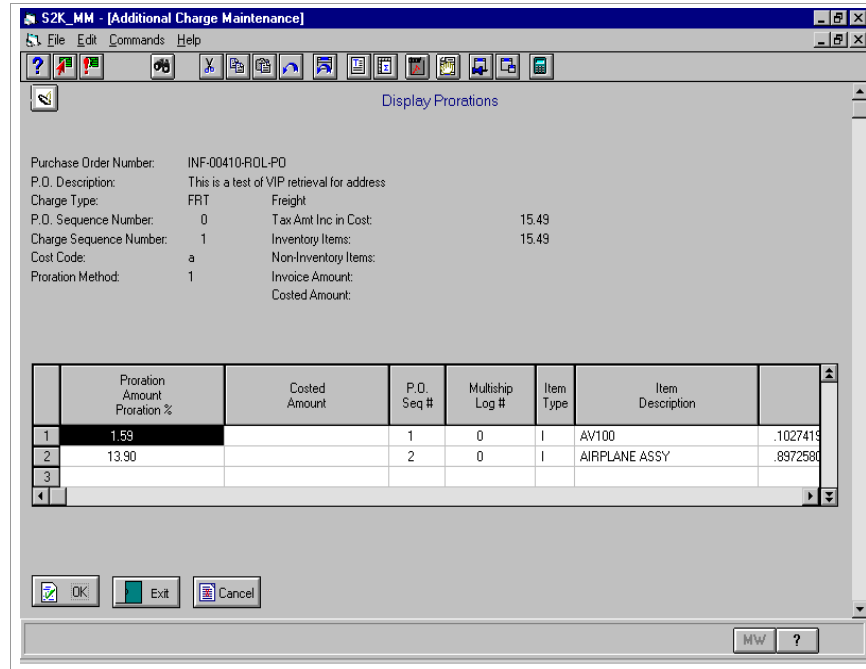 S2K_MM - [Additional Charge Maintenance]
File Edit Commands Help
Display Prorations
Purchase Order Number: INF-00410-ROL-PO
P.O. Description: This is a test of VIP retrieval for address
Charge Type: FRT Freight
P.O. Sequence Number: 0 Tax Amt Inc in Cost: 15.49
Charge Sequence Number: 1 Inventory Items: 15.49
Cost Code: a Non-Inventory Items:
Proration Method: 1 Invoice Amount:
Costed Amount:
Proration Amount Proration % Costed Amount P.O. Seq # Multiship Log # Item Type Item Description
1 1.59 1 0 I AV100 .1027419
2 13.90 2 0 I AIRPLANE ASSY .8972580
3
OK Exit Cancel
MW ?